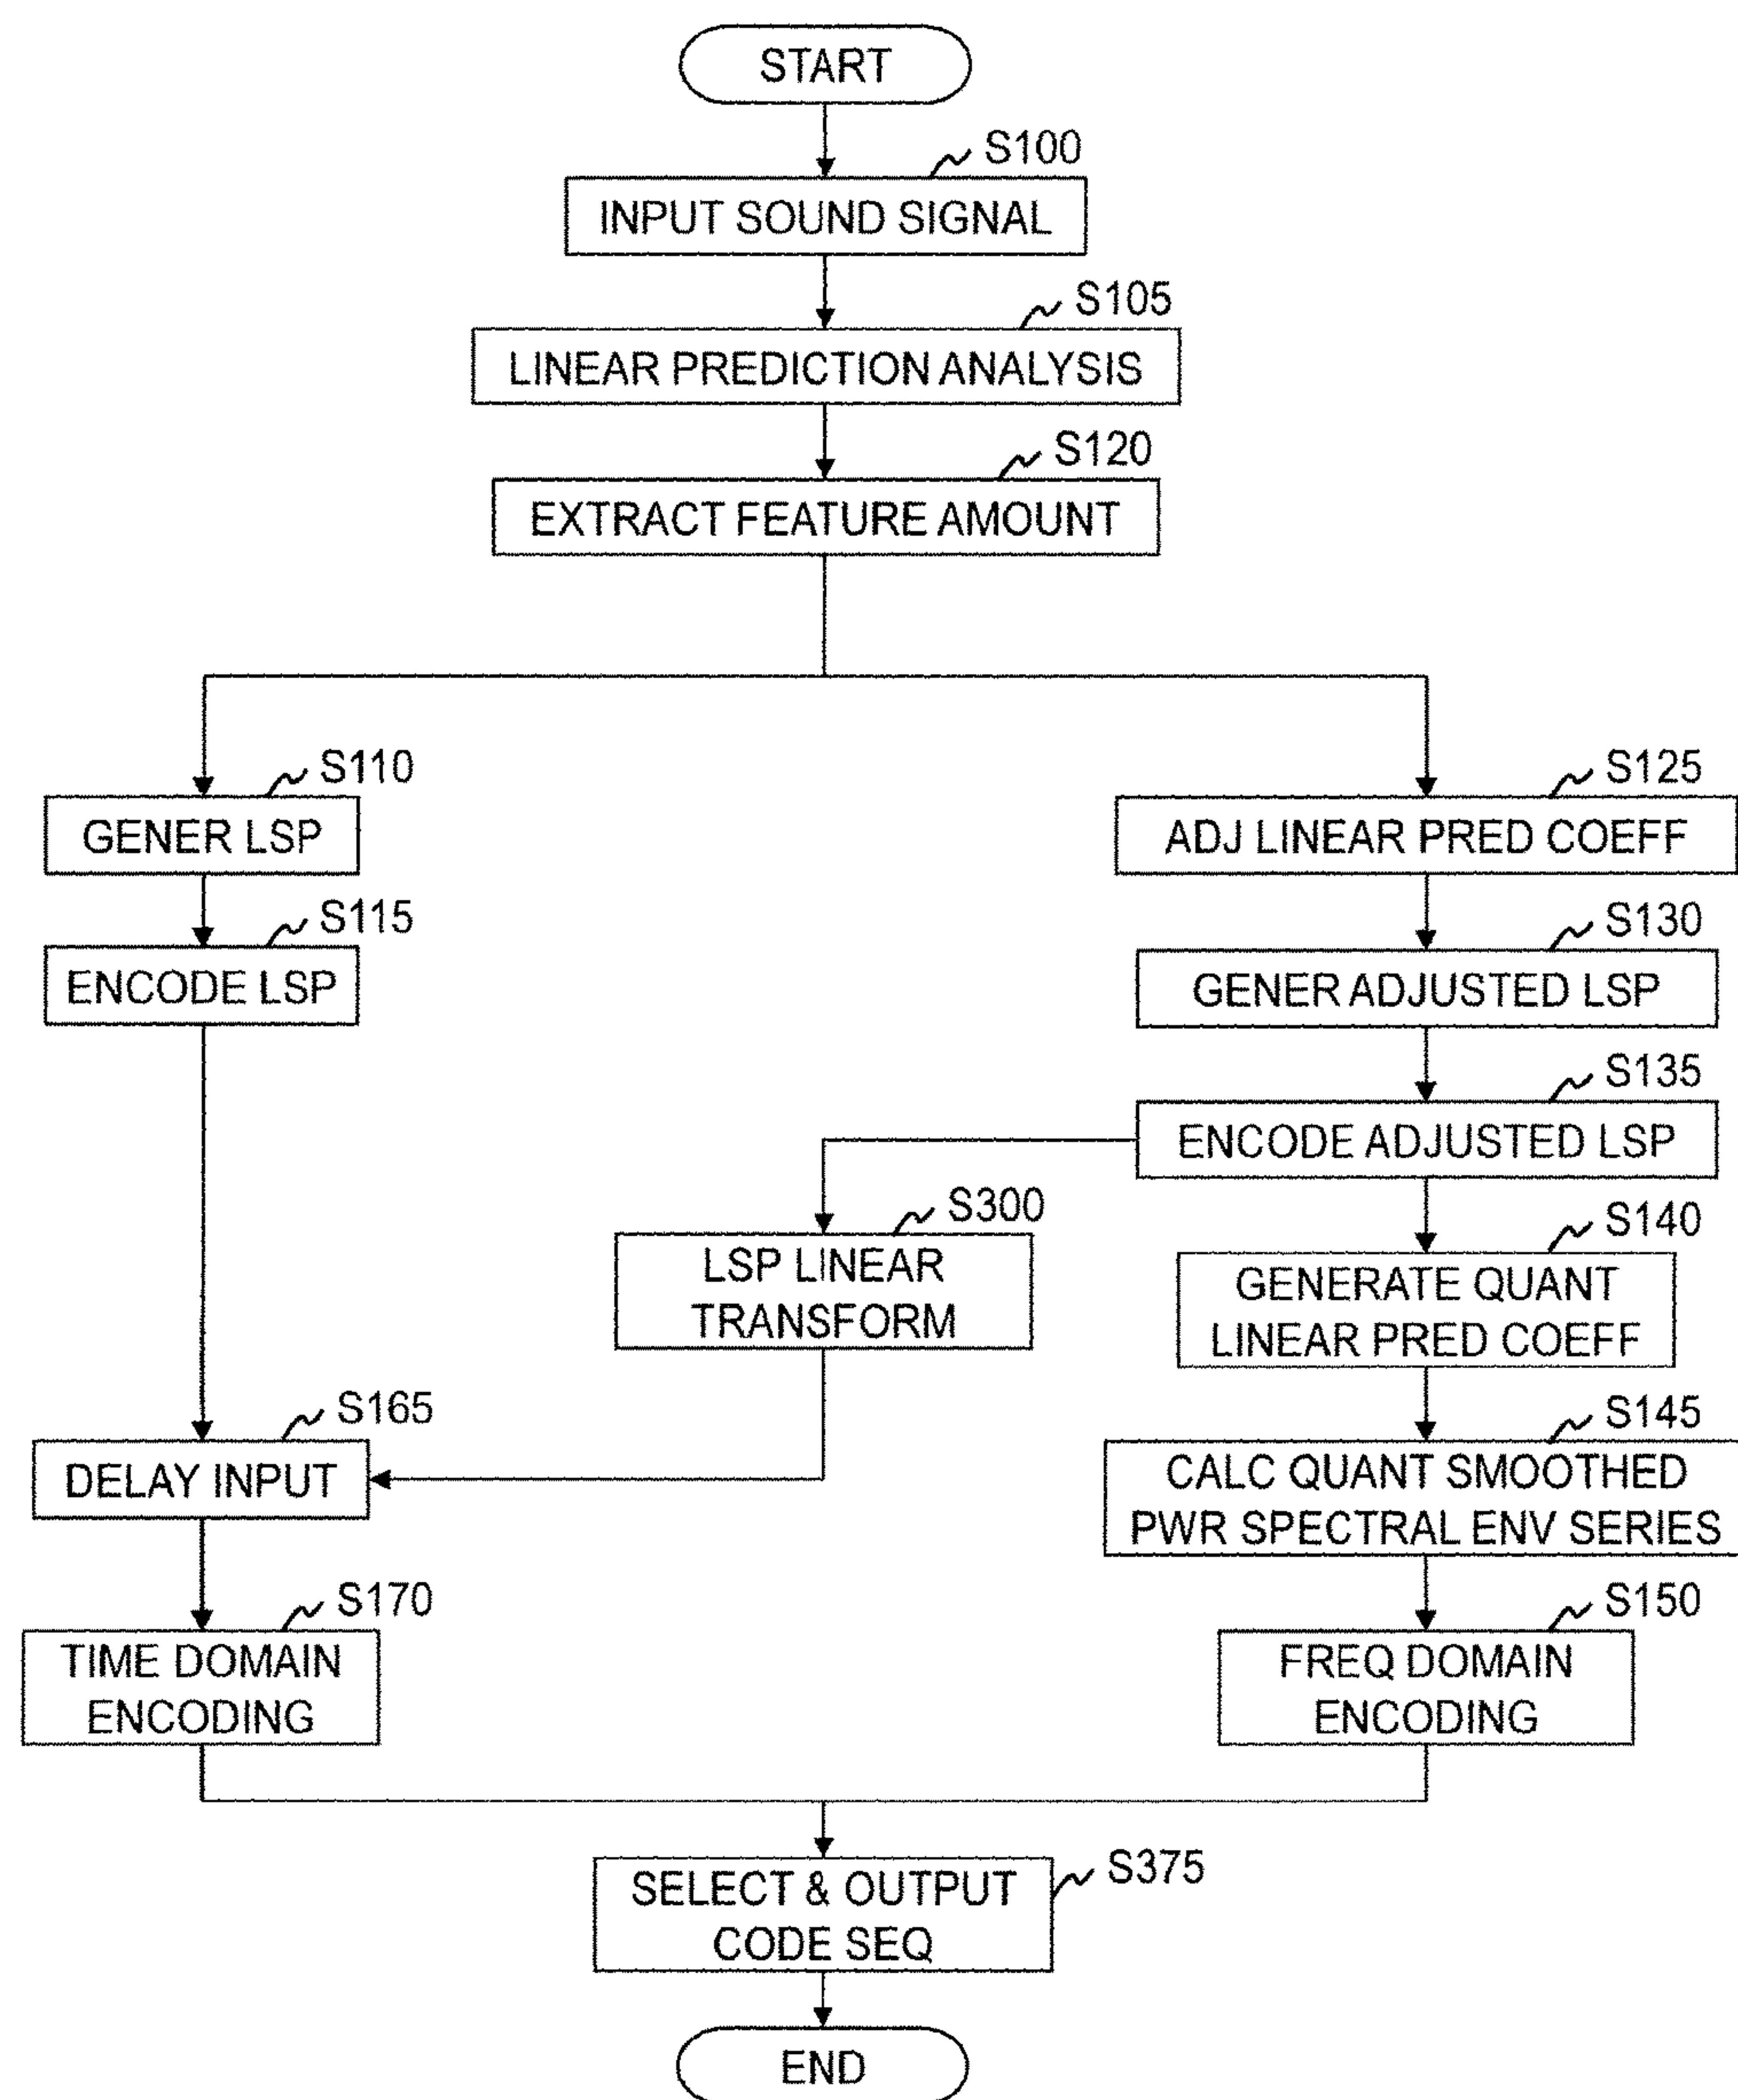 START
S100
INPUT SOUND SIGNAL
S105
LINEAR PREDICTION ANALYSIS
S120
EXTRACT FEATURE AMOUNT
S110
GENER LSP
S115
ENCODE LSP
S125
ADJ LINEAR PRED COEFF
S130
GENER ADJUSTED LSP
S135
ENCODE ADJUSTED LSP
S300
LSP LINEAR
TRANSFORM
S140
GENERATE QUANT
LINEAR PRED COEFF
S165
DELAY INPUT
S145
CALC QUANT SMOOTHED
PWR SPECTRAL ENV SERIES
S170
TIME DOMAIN
ENCODING
S150
FREQ DOMAIN
ENCODING
S375
SELECT & OUTPUT
CODE SEQ
END